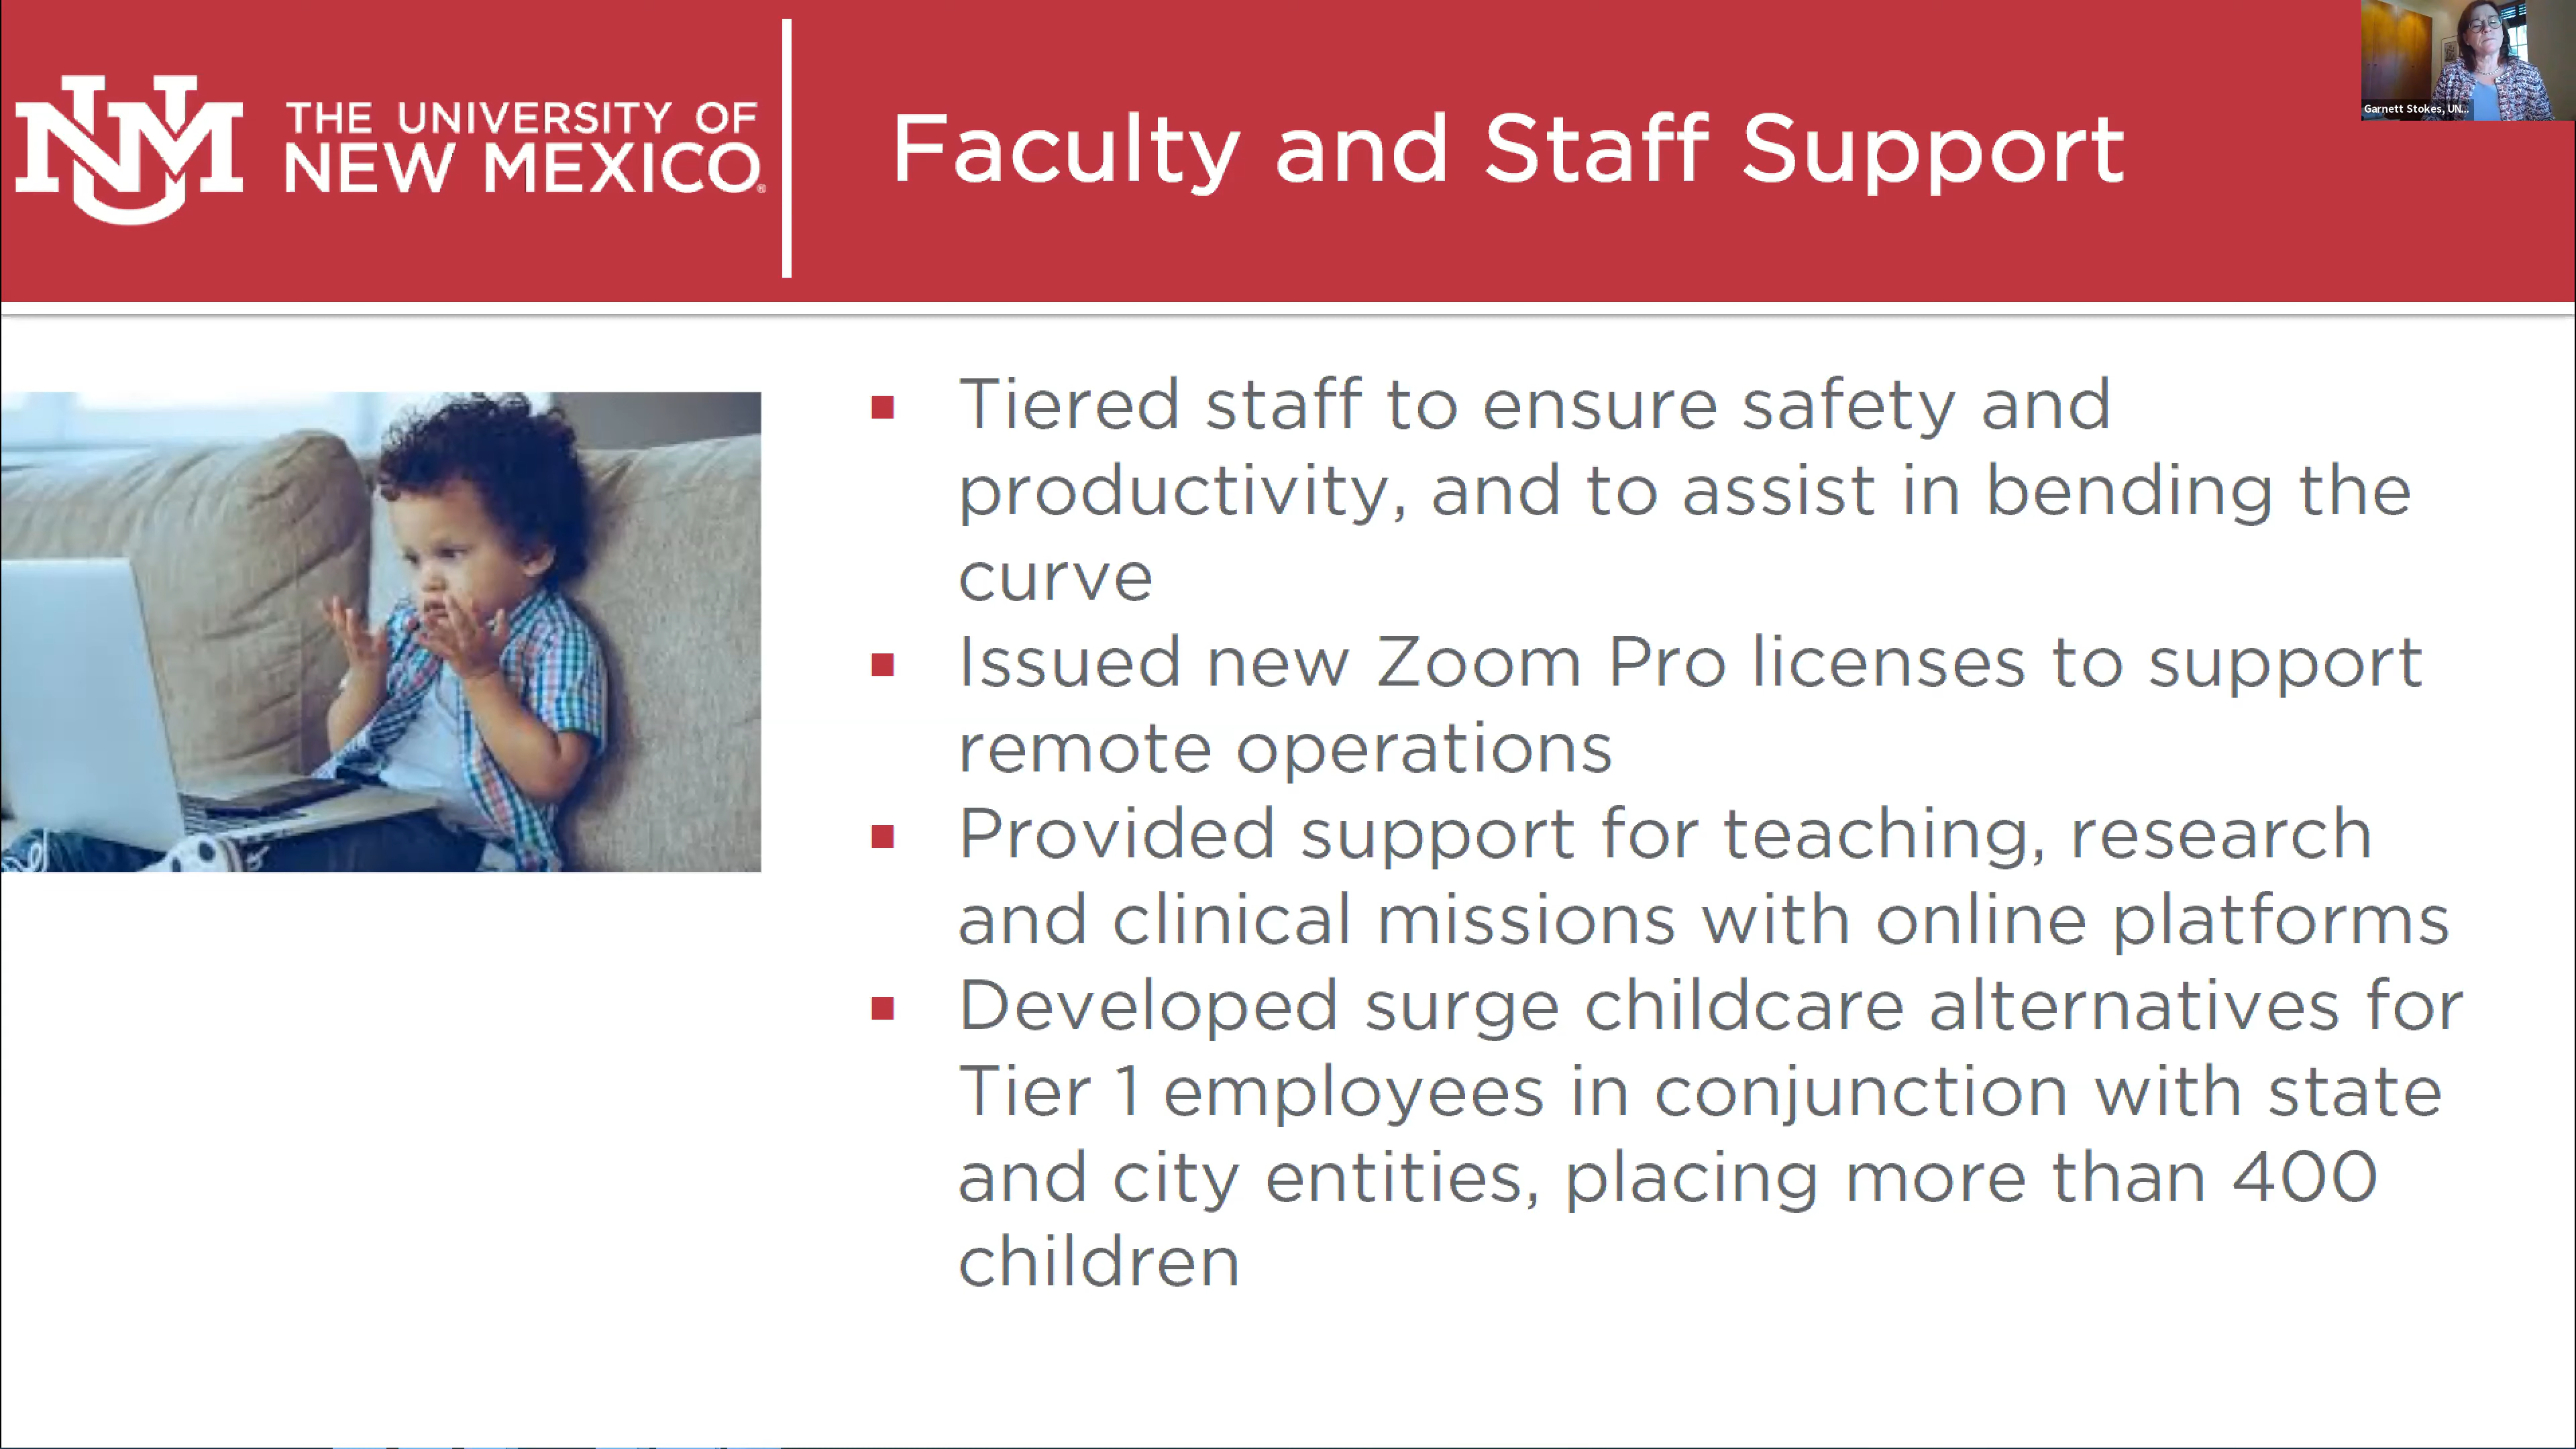 UNM
THE UNIVERSITY OF
NEW MEXICO®
Faculty and Staff Support
Garnett Stokes, UN...
▪ Tiered staff to ensure safety and
productivity, and to assist in bending the
curve
▪ Issued new Zoom Pro licenses to support
remote operations
▪ Provided support for teaching, research
and clinical missions with online platforms
▪ Developed surge childcare alternatives for
Tier 1 employees in conjunction with state
and city entities, placing more than 400
children